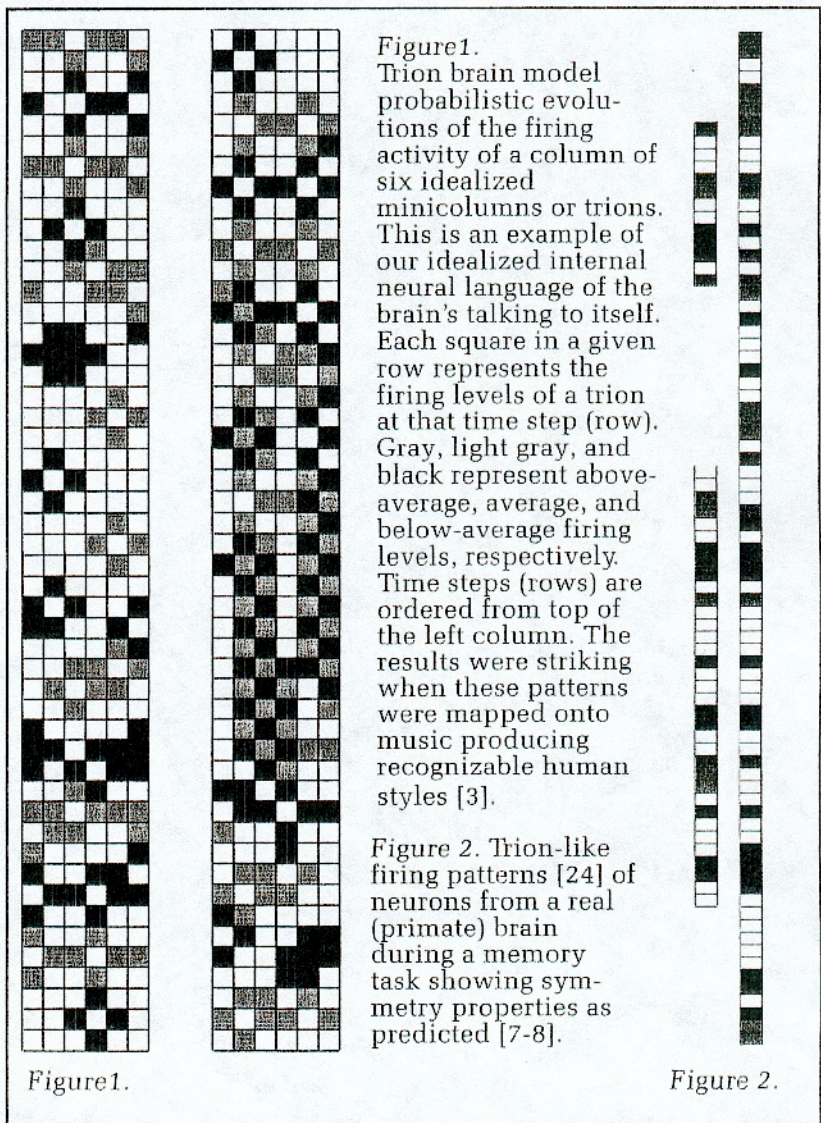 Figure1.
Trion brain model
probabilistic evolu-
tions of the firing
activity of a column of
six idealized
minicolumns or trions.
This is an example of
our idealized internal
neural language of the
brain's talking to itself.
Each square in a given
row represents the
firing levels of a trion
at that time step (row).
Gray, light gray, and
black represent above-
average, average, and
below-average firing
levels, respectively.
Time steps (rows) are
ordered from top of
the left column. The
results were striking
when these patterns
were mapped onto
music producing
recognizable human
styles [3].
Figure 2. Trion-like
firing patterns [24] of
neurons from a real
(primate) brain
during a memory
task showing sym-
metry properties as
predicted [7-8].
Figure1.
Figure 2.